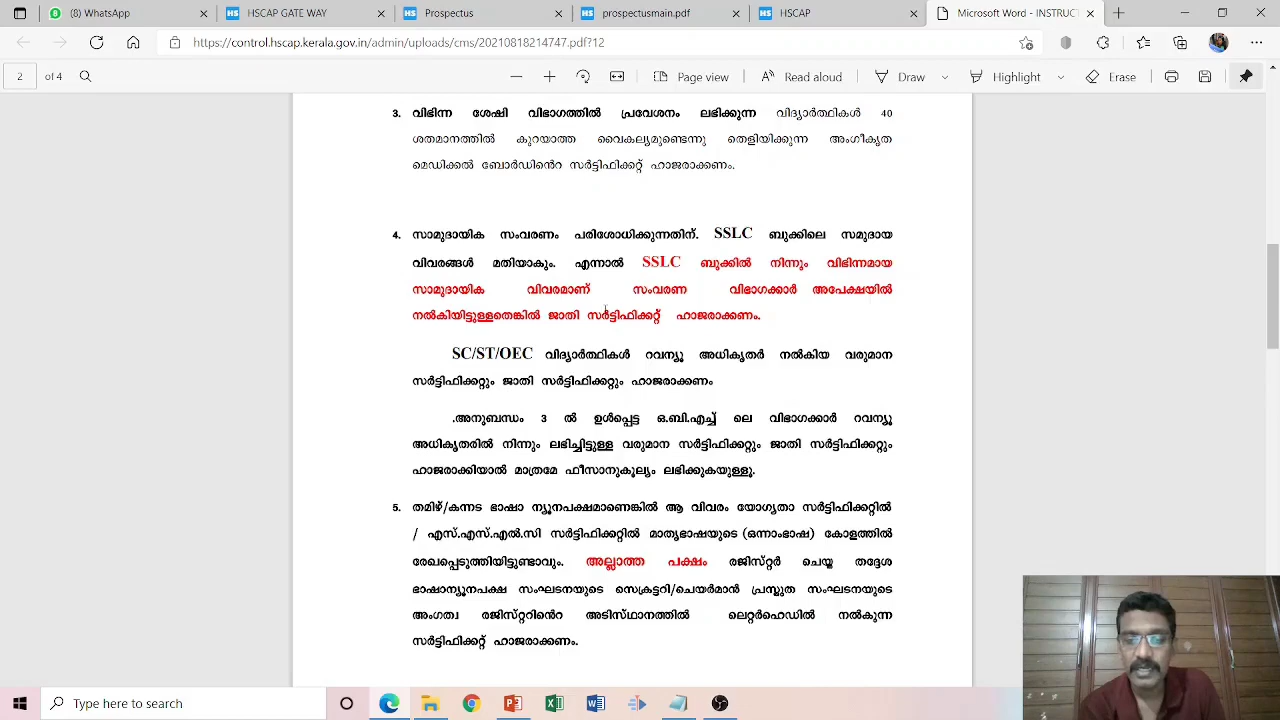 (8) WhatsApp
HSCAP GATE WAY
Prospectus
prospectusmain.pdf
HSCAP
Microsoft Word - INSTRUC
https://control.hscap.kerala.gov.in/admin/uploads/cms/20210818214747.pdf?12
2 of 4
Page view
Read aloud
Draw
Highlight
Erase
3. വിഭിന്ന ശേഷി വിഭാഗത്തിൽ പ്രവേശനം ലഭിക്കുന്ന വിദ്യാർത്ഥികൾ 40
ശതമാനത്തിൽ കുറയാത്ത വൈകല്യമുണ്ടെന്നു തെളിയിക്കുന്ന അംഗീകൃത
മെഡിക്കൽ ബോർഡിൻെറ സർട്ടിഫിക്കറ്റ് ഹാജരാക്കണം.
4. സാമുദായിക സംവരണം പരിശോധിക്കുന്നതിന്. SSLC ബുക്കിലെ സമുദായ
വിവരങ്ങൾ മതിയാകും. എന്നാൽ SSLC ബുക്കിൽ നിന്നും വിഭിന്നമായ
സാമുദായിക വിവരമാണ് സംവരണ വിഭാഗക്കാർ അപേക്ഷയിൽ
നൽകിയിട്ടുള്ളതെങ്കിൽ ജാതി സർട്ടിഫിക്കറ്റ് ഹാജരാക്കണം.
SC/ST/OEC വിദ്യാർത്ഥികൾ റവന്യൂ അധികൃതർ നൽകിയ വരുമാന
സർട്ടിഫിക്കറ്റും ജാതി സർട്ടിഫിക്കറ്റും ഹാജരാക്കണം
.അനുബന്ധം 3 ൽ ഉൾപ്പെട്ട ഒ.ബി.എച്ച് ലെ വിഭാഗക്കാർ റവന്യൂ
അധികൃതരിൽ നിന്നും ലഭിച്ചിട്ടുള്ള വരുമാന സർട്ടിഫിക്കറ്റും ജാതി സർട്ടിഫിക്കറ്റും
ഹാജരാക്കിയാൽ മാത്രമേ ഫീസാനുകൂല്യം ലഭിക്കുകയുള്ളൂ.
5. തമിഴ്/കന്നട ഭാഷാ ന്യൂനപക്ഷമാണെങ്കിൽ ആ വിവരം യോഗ്യതാ സർട്ടിഫിക്കറ്റിൽ
/ എസ്.എസ്.എൽ.സി സർട്ടിഫിക്കറ്റിൽ മാതൃഭാഷയുടെ (ഒന്നാംഭാഷ) കോളത്തിൽ
രേഖപ്പെടുത്തിയിട്ടുണ്ടാവും. അല്ലാത്ത പക്ഷം രജിസ്റ്റർ ചെയ്ത തദ്ദേശ
ഭാഷാന്യൂനപക്ഷ സംഘടനയുടെ സെക്രട്ടറി/ചെയർമാൻ പ്രസ്തുത സംഘടനയുടെ
അംഗത്വ രജിസ്റ്ററിൻെറ അടിസ്ഥാനത്തിൽ ലെറ്റർഹെഡിൽ നൽകുന്ന
സർട്ടിഫിക്കറ്റ് ഹാജരാക്കണം.
Type here to search